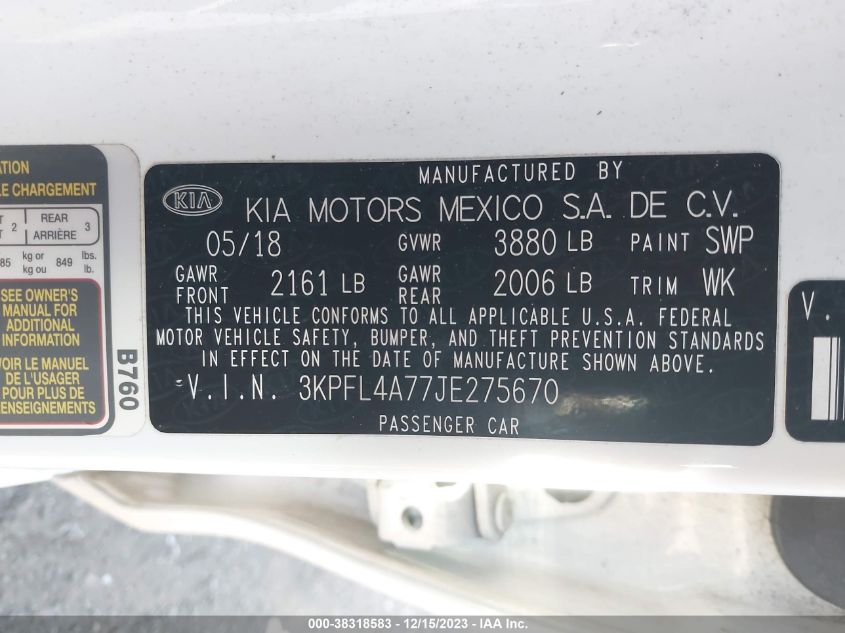 ATION
LE CHARGEMENT
2 REAR 3
ARRIÈRE
85 kg or 849 lbs.
kg ou lb.
SEE OWNER'S
MANUAL FOR
ADDITIONAL
INFORMATION
VOIR LE MANUEL
DE L'USAGER
POUR PLUS DE
RENSEIGNEMENTS
B760
MANUFACTURED BY
KIA KIA MOTORS MEXICO S.A. DE C.V.
05/18 GVWR 3880 LB PAINT SWP
GAWR FRONT 2161 LB GAWR REAR 2006 LB TRIM WK
THIS VEHICLE CONFORMS TO ALL APPLICABLE U.S.A. FEDERAL
MOTOR VEHICLE SAFETY, BUMPER, AND THEFT PREVENTION STANDARDS
IN EFFECT ON THE DATE OF MANUFACTURE SHOWN ABOVE.
V.I.N. 3KPFL4A77JE275670
PASSENGER CAR
V.
000-38318583 - 12/15/2023 - IAAI.com